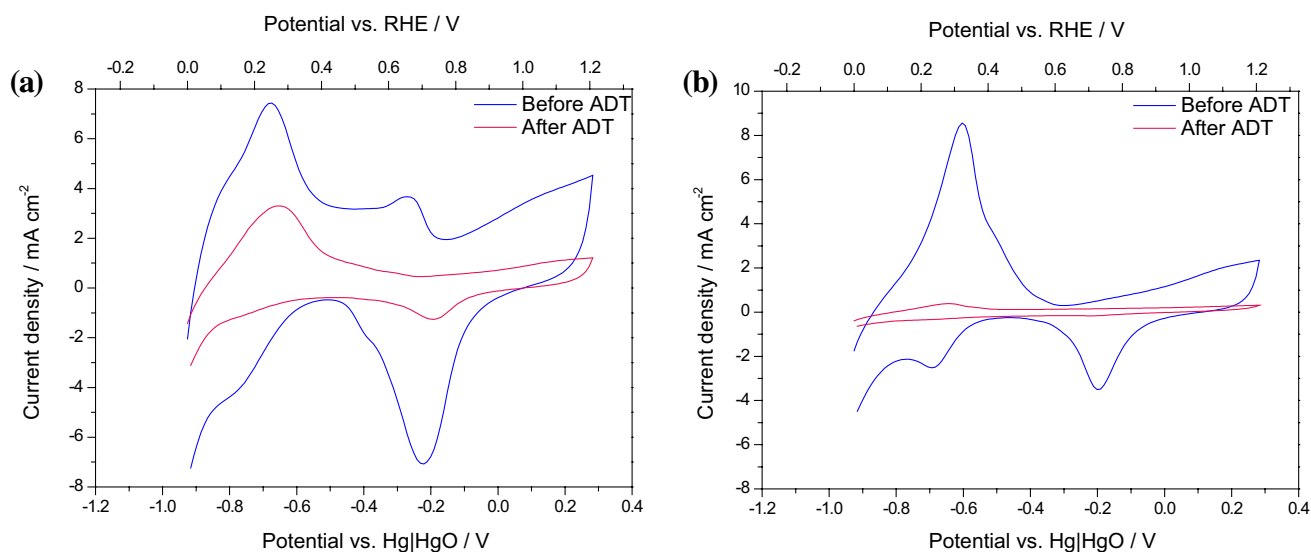 Potential vs. RHE / V
-0.2 0.0 0.2 0.4 0.6 0.8 1.0 1.2
(a)
Before ADT
After ADT
8
6
4
2
0
-2
-4
-6
-8
Current density / mA cm⁻²
-1.2 -1.0 -0.8 -0.6 -0.4 -0.2 0.0 0.2 0.4
Potential vs. Hg|HgO / V
Potential vs. RHE / V
-0.2 0.0 0.2 0.4 0.6 0.8 1.0 1.2
(b)
Before ADT
After ADT
10
8
6
4
2
0
-2
-4
-6
-8
Current density / mA cm⁻²
-1.2 -1.0 -0.8 -0.6 -0.4 -0.2 0.0 0.2 0.4
Potential vs. Hg|HgO / V